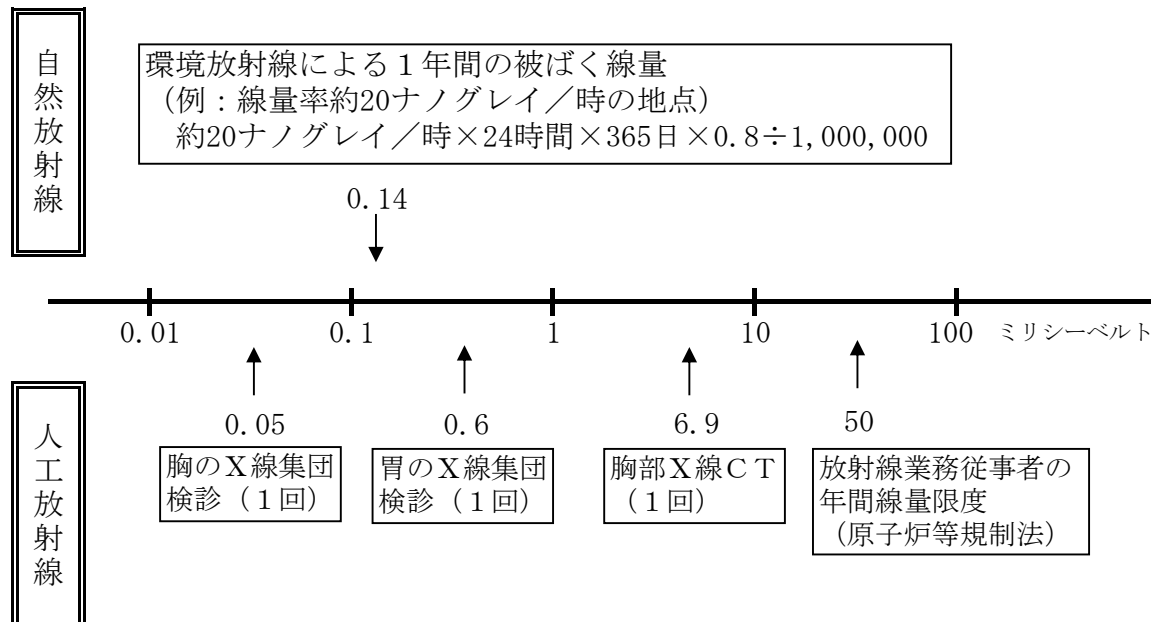 自然放射線
環境放射線による１年間の被ばく線量
（例：線量率約20ナノグレイ／時の地点）
約20ナノグレイ／時×24時間×365日×0.8÷1,000,000
0.14
0.01 0.1 1 10 100 ミリシーベルト
人工放射線
0.05
胸のＸ線集団
検診（１回）
0.6
胃のＸ線集団
検診（１回）
6.9
胸部Ｘ線ＣＴ
（１回）
50
放射線業務従事者の
年間線量限度
（原子炉等規制法）